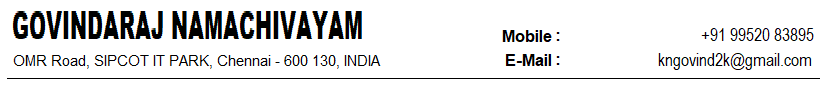 GOVINDARAJ NAMACHIVAYAM
Mobile : +91 99520 83895
OMR Road, SIPCOT IT PARK, Chennai - 600 130, INDIA
E-Mail : kngovind2k@gmail.com